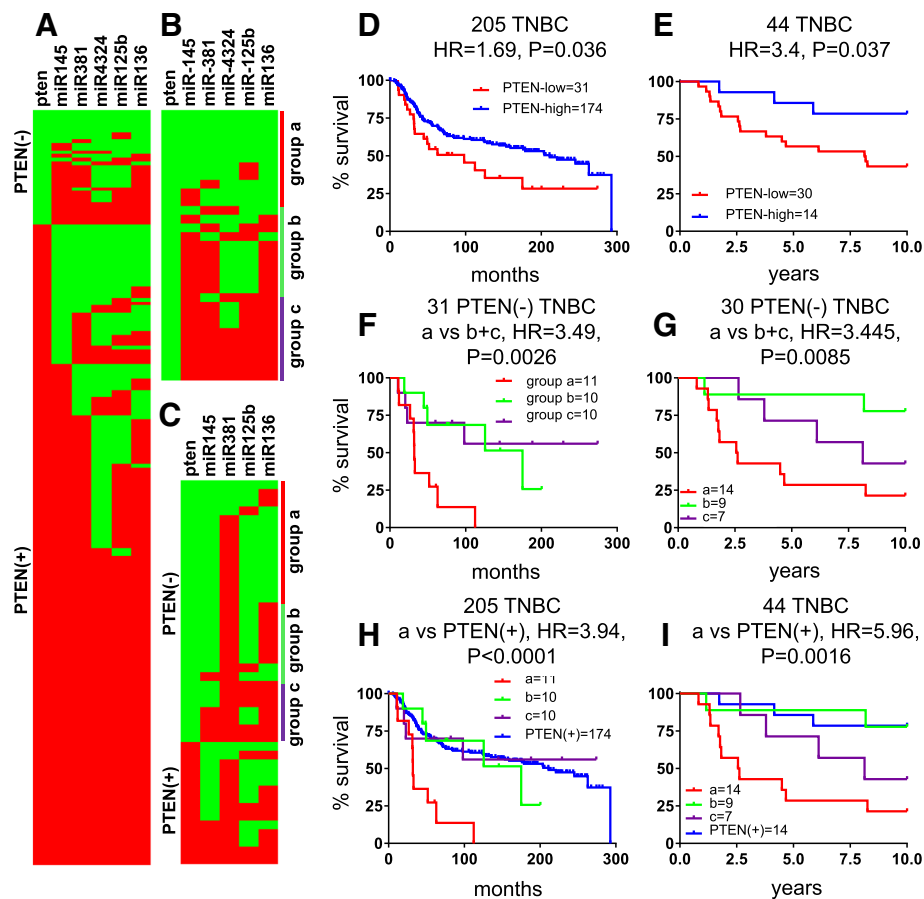 A
pten
miR145
miR381
miR4324
miR125b
miR136
PTEN(-)
PTEN(+)
B
pten
miR-145
miR-381
miR-4324
miR-125b
miR136
group a
group b
group c
C
pten
miR145
miR381
miR125b
miR136
PTEN(-)
PTEN(+)
group a
group b
group c
D
205 TNBC
HR=1.69, P=0.036
PTEN-low=31
PTEN-high=174
% survival
100
75
50
25
0
0 100 200 300
months
E
44 TNBC
HR=3.4, P=0.037
PTEN-low=30
PTEN-high=14
100
75
50
25
0
0.0 2.5 5.0 7.5 10.0
years
F
31 PTEN(-) TNBC
a vs b+c, HR=3.49,
P=0.0026
group a=11
group b=10
group c=10
% survival
100
75
50
25
0
0 100 200 300
months
G
30 PTEN(-) TNBC
a vs b+c, HR=3.445,
P=0.0085
a=14
b=9
c=7
100
75
50
25
0
0.0 2.5 5.0 7.5 10.0
years
H
205 TNBC
a vs PTEN(+), HR=3.94,
P<0.0001
a=11
b=10
c=10
PTEN(+)=174
% survival
100
75
50
25
0
0 100 200 300
months
I
44 TNBC
a vs PTEN(+), HR=5.96,
P=0.0016
a=14
b=9
c=7
PTEN(+)=14
100
75
50
25
0
0.0 2.5 5.0 7.5 10.0
years